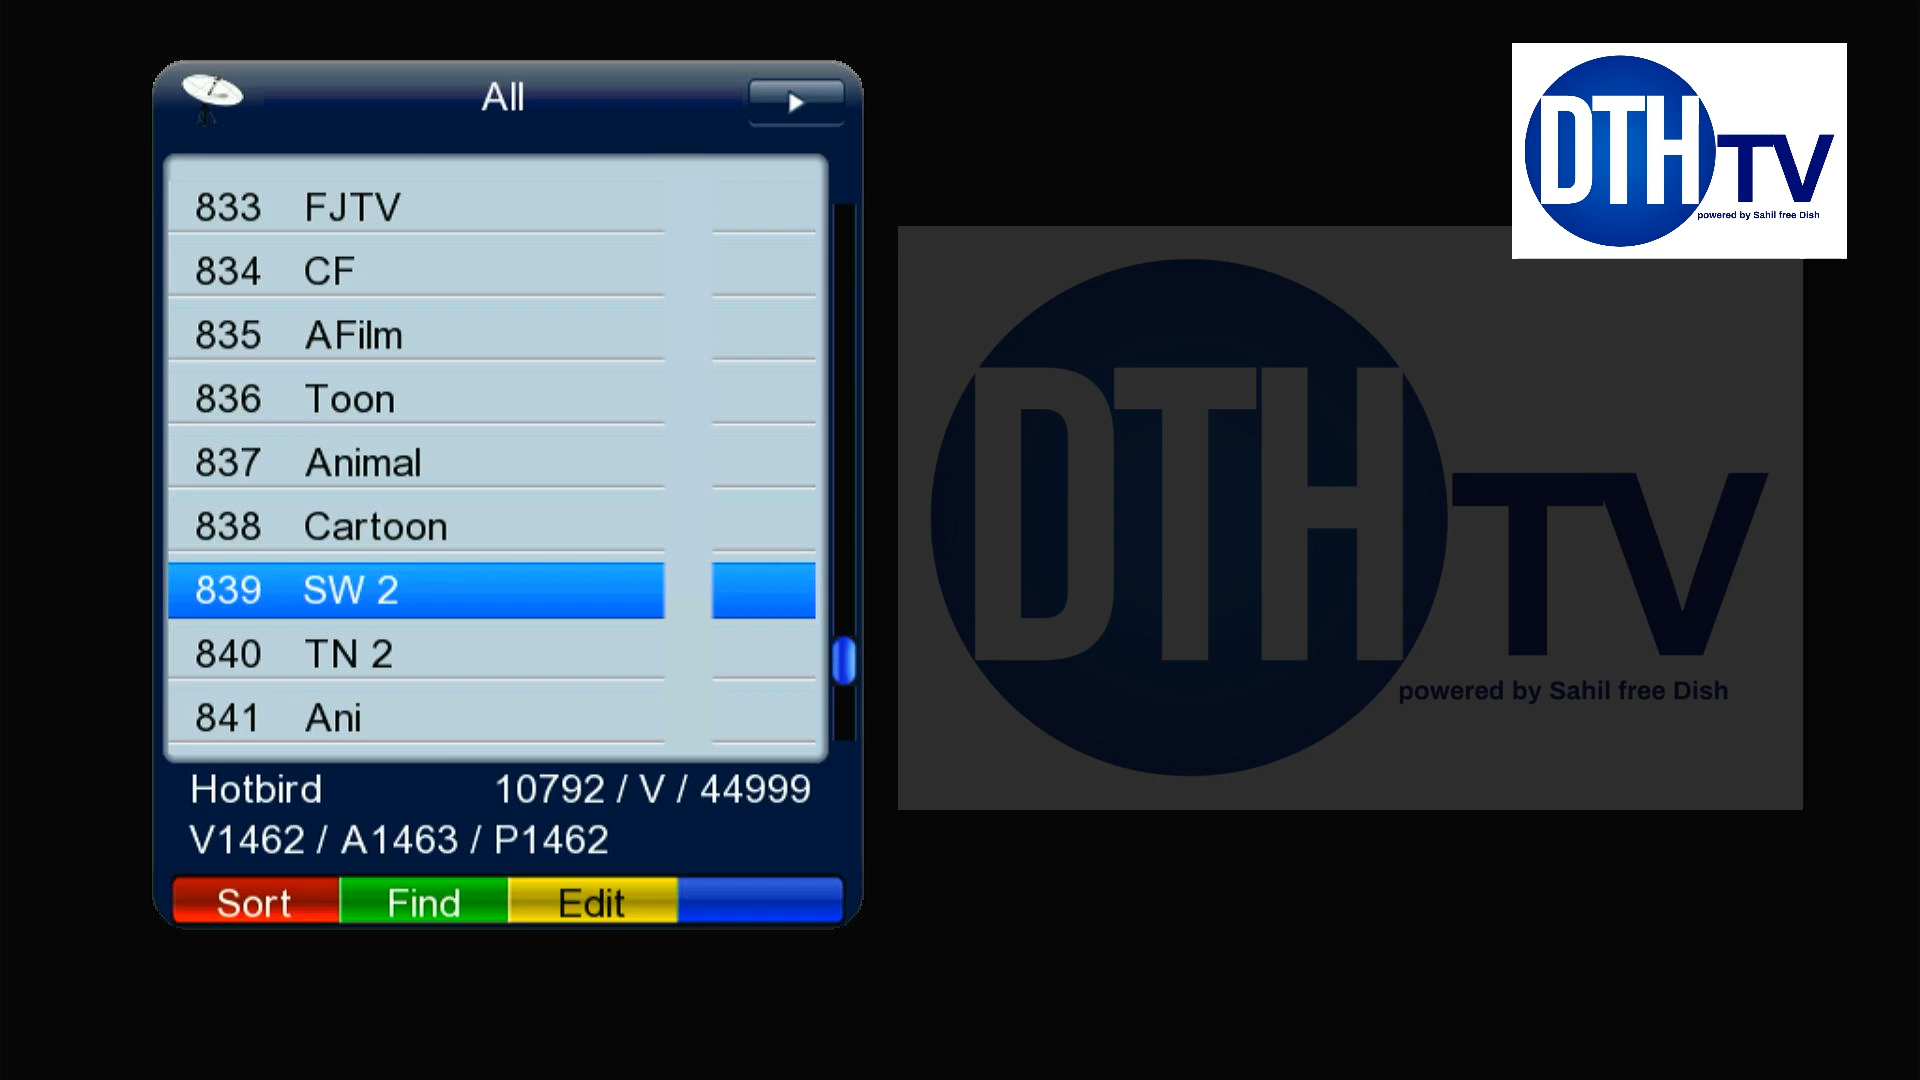 All
833 FJTV
834 CF
835 AFilm
836 Toon
837 Animal
838 Cartoon
839 SW 2
840 TN 2
841 Ani
Hotbird 10792 / V / 44999
V1462 / A1463 / P1462
Sort Find Edit
DTH TV
powered by Sahil free Dish
DTH TV
powered by Sahil free Dish